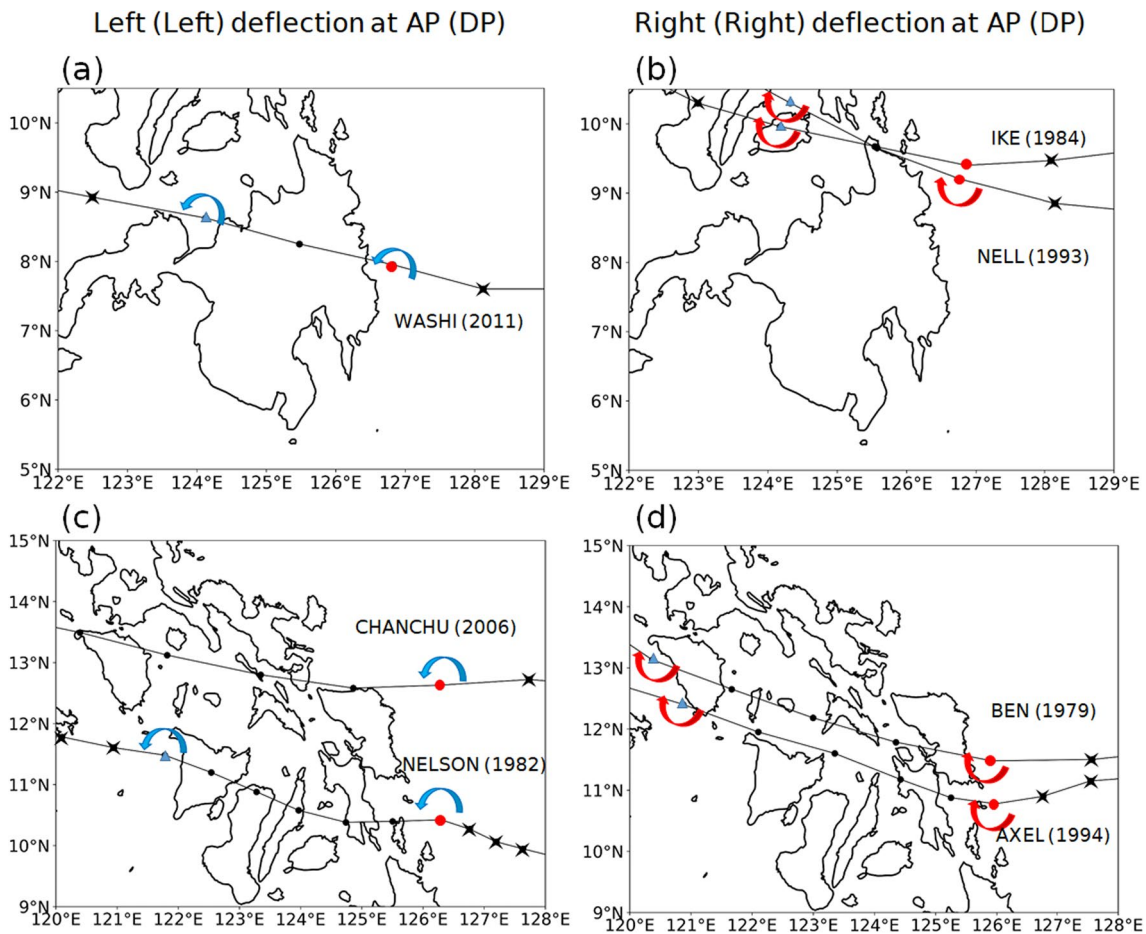 Left (Left) deflection at AP (DP)
Right (Right) deflection at AP (DP)
(a)
10°N
9°N
8°N
7°N
6°N
5°N
WASHI (2011)
122°E 123°E 124°E 125°E 126°E 127°E 128°E 129°E
(b)
10°N
9°N
8°N
7°N
6°N
5°N
IKE (1984)
NELL (1993)
122°E 123°E 124°E 125°E 126°E 127°E 128°E 129°E
(c)
15°N
14°N
13°N
12°N
11°N
10°N
9°N
CHANCHU (2006)
NELSON (1982)
120°E 121°E 122°E 123°E 124°E 125°E 126°E 127°E 128°E
(d)
15°N
14°N
13°N
12°N
11°N
10°N
9°N
BEN (1979)
AXEL (1994)
120°E 121°E 122°E 123°E 124°E 125°E 126°E 127°E 128°E